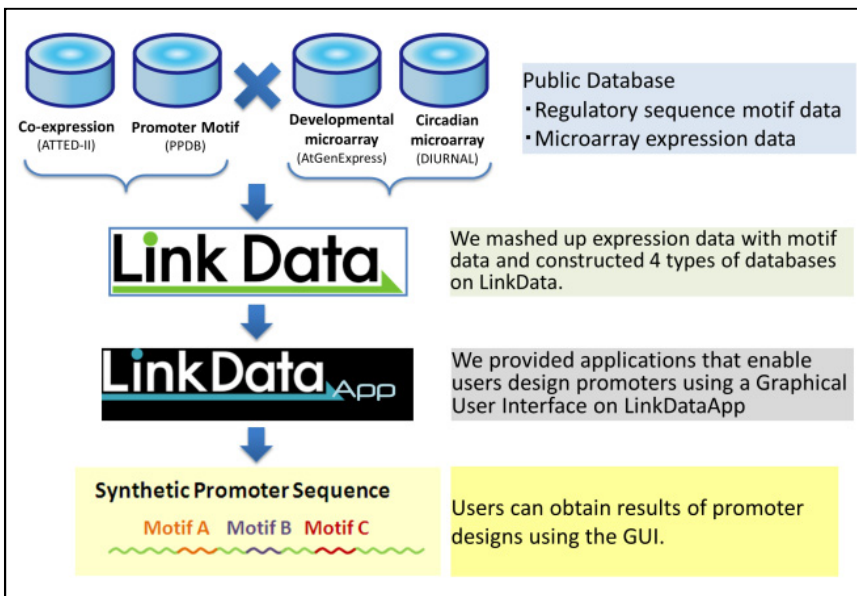 Co-expression
(ATTED-II)
Promoter Motif
(PPDB)
Developmental
microarray
(AtGenExpress)
Circadian
microarray
(DIURNAL)
Public Database
・Regulatory sequence motif data
・Microarray expression data
Link Data
We mashed up expression data with motif
data and constructed 4 types of databases
on LinkData.
LinkData App
We provided applications that enable
users design promoters using a Graphical
User Interface on LinkDataApp
Synthetic Promoter Sequence
Motif A Motif B Motif C
Users can obtain results of promoter
designs using the GUI.